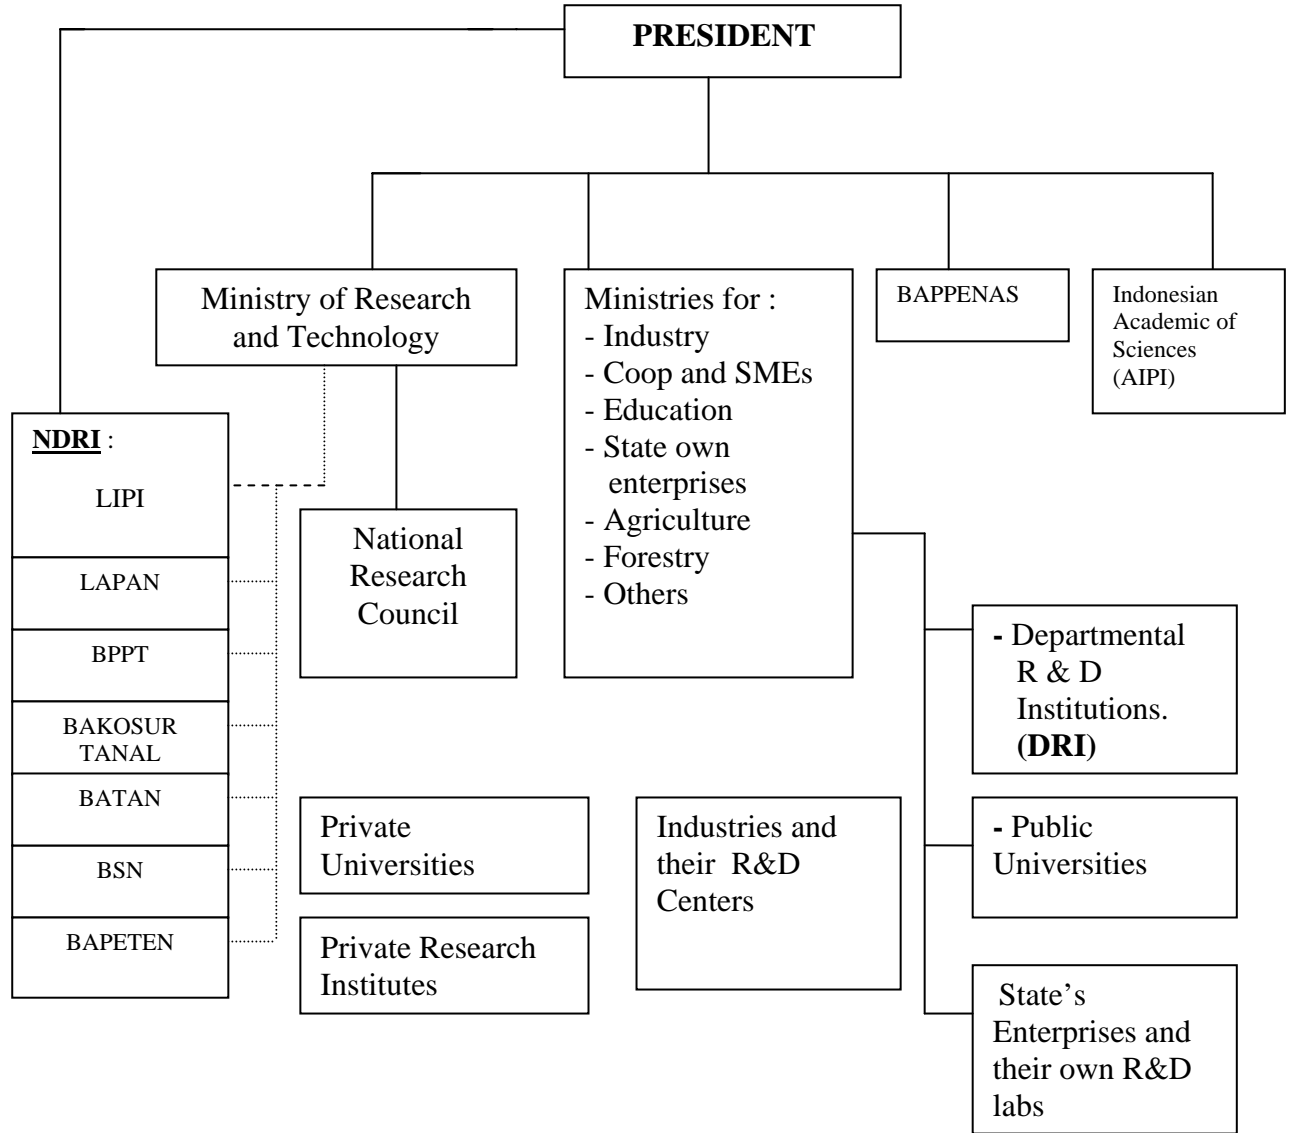 PRESIDENT
Ministry of Research
and Technology
Ministries for :
- Industry
- Coop and SMEs
- Education
- State own
enterprises
- Agriculture
- Forestry
- Others
BAPPENAS
Indonesian
Academic of
Sciences
(AIPI)
NDRI :
LIPI
LAPAN
BPPT
BAKOSUR
TANAL
BATAN
BSN
BAPETEN
National
Research
Council
- Departmental
R & D
Institutions.
(DRI)
Private
Universities
Industries and
their R&D
Centers
- Public
Universities
Private Research
Institutes
State’s
Enterprises and
their own R&D
labs